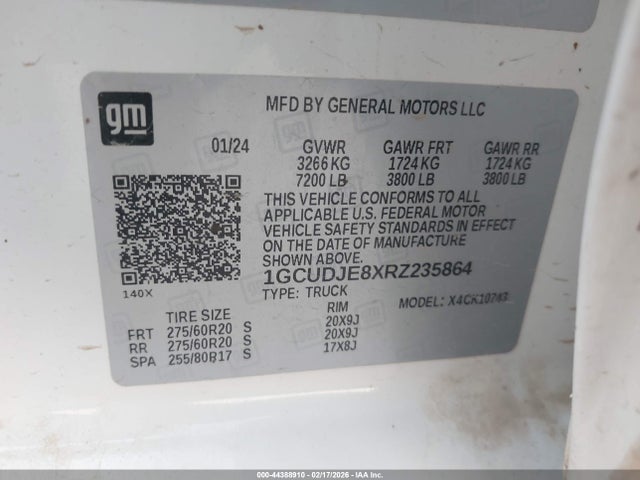 gm
MFD BY GENERAL MOTORS LLC
01/24 GVWR GAWR FRT GAWR RR
3266 KG 1724 KG 1724 KG
7200 LB 3800 LB 3800 LB
THIS VEHICLE CONFORMS TO ALL
APPLICABLE U.S. FEDERAL MOTOR
VEHICLE SAFETY STANDARDS IN EFFECT
ON THE DATE OF MANUFACTURE
SHOWN ABOVE.
1GCUDJE8XRZ235864
140X
TYPE: TRUCK MODEL: X4CK10743
TIRE SIZE RIM
FRT 275/60R20 S 20X9J
RR 275/60R20 S 20X9J
SPA 255/80R17 S 17X8J
000-44388910 - 02/17/2026 - IAAI.COM